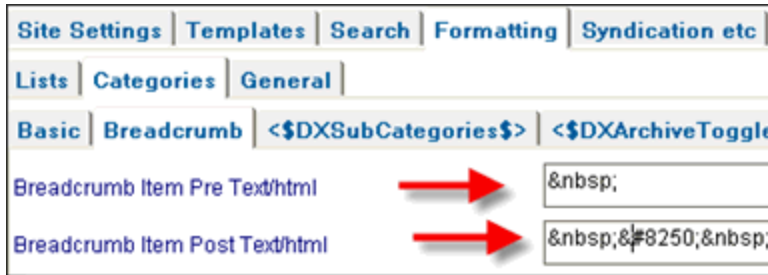 Site Settings Templates Search Formatting Syndication etc
Lists Categories General
Basic Breadcrumb <$DXSubCategories$> <$DXArchiveToggle
Breadcrumb Item Pre Text/html &nbsp;
Breadcrumb Item Post Text/html &nbsp;&#8250;&nbsp;